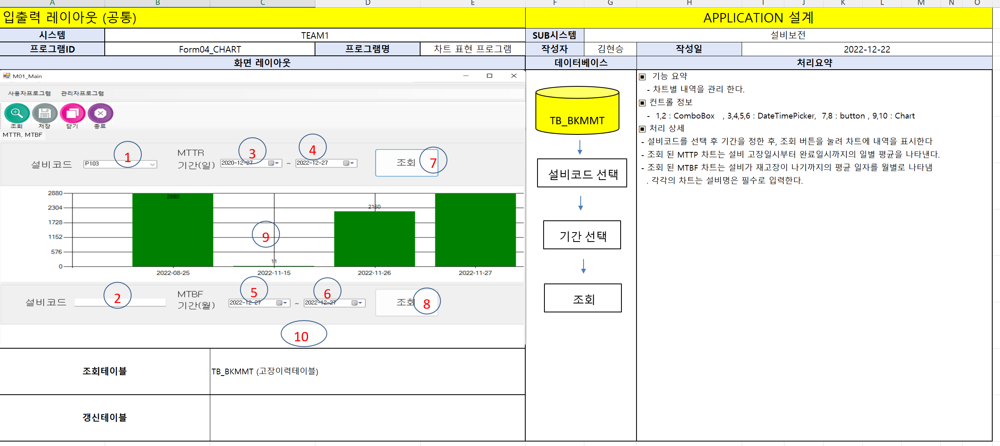 A B C D E F G H I J K L M N O
입출력 레이아웃 (공통) APPLICATION 설계
시스템 TEAM1 SUB시스템 설비보전
프로그램ID Form04_CHART 프로그램명 차트 표현 프로그램 작성자 김현승 작성일 2022-12-22
화면 레이아웃 데이터베이스 처리요약
M01_Main
사용자프로그램 관리자프로그램
조회 저장 닫기 종료
MTTR, MTBF
1 3 4 7
설비코드 P103 MTTR
기간(일) 2020-12-27 ~ 2022-12-27 조회
2880
2304
1728
1152
576
0
2880
11
2160
9
2022-08-25 2022-11-15 2022-11-26 2022-11-27
2 5 6 8
설비코드 MTBF
기간(월) 2022-12-27 ~ 2022-12-27 조회
10
조회테이블 TB_BKMMT (고장이력테이블)
갱신테이블
TB_BKMMT
설비코드 선택
기간 선택
조회
▣ 기능 요약
- 차트별 내역을 관리 한다.
▣ 컨트롤 정보
- 1,2 : ComboBox , 3,4,5,6 : DateTimePicker, 7,8 : button , 9,10 : Chart
▣ 처리 상세
- 설비코드를 선택 후 기간을 정한 후, 조회 버튼을 눌려 차트에 내역을 표시한다
- 조회 된 MTTP 차트는 설비 고장일시부터 완료일시까지의 일별 평균을 나타낸다.
- 조회 된 MTBF 차트는 설비가 재고장이 나기까지의 평균 일자를 월별로 나타냄
. 각각의 차트는 설비명은 필수로 입력한다.